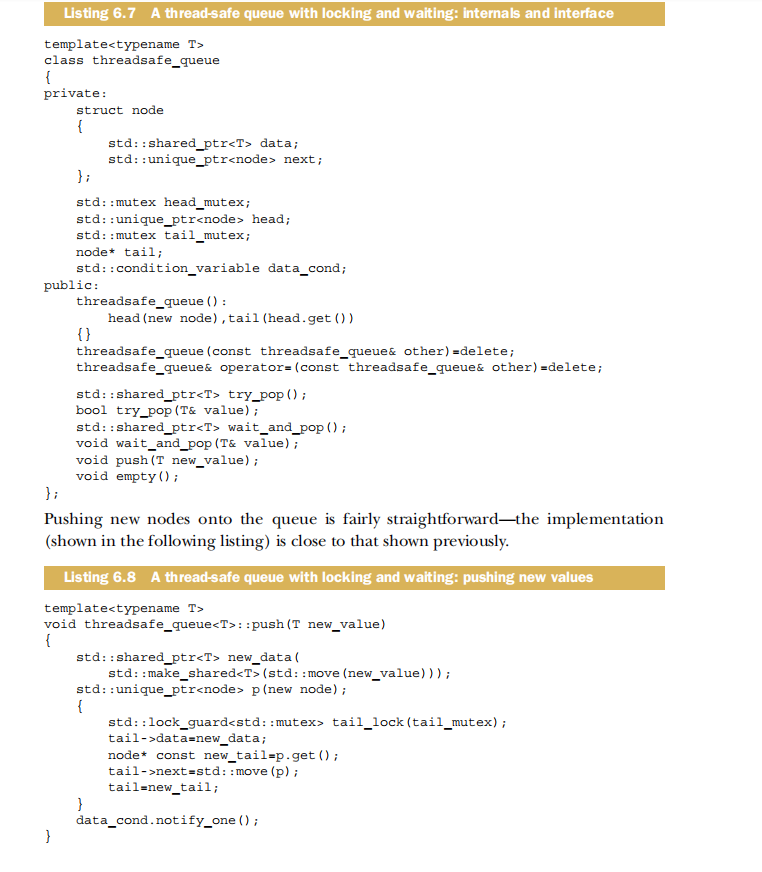 Listing 6.7 A thread-safe queue with locking and waiting: internals and interface
template<typename T>
class threadsafe_queue
{
private:
    struct node
    {
        std::shared_ptr<T> data;
        std::unique_ptr<node> next;
    };
    std::mutex head_mutex;
    std::unique_ptr<node> head;
    std::mutex tail_mutex;
    node* tail;
    std::condition_variable data_cond;
public:
    threadsafe_queue():
        head(new node),tail(head.get())
    {}
    threadsafe_queue(const threadsafe_queue& other)=delete;
    threadsafe_queue& operator=(const threadsafe_queue& other)=delete;
    std::shared_ptr<T> try_pop();
    bool try_pop(T& value);
    std::shared_ptr<T> wait_and_pop();
    void wait_and_pop(T& value);
    void push(T new_value);
    void empty();
};
Pushing new nodes onto the queue is fairly straightforward—the implementation
(shown in the following listing) is close to that shown previously.
Listing 6.8 A thread-safe queue with locking and waiting: pushing new values
template<typename T>
void threadsafe_queue<T>::push(T new_value)
{
    std::shared_ptr<T> new_data(
        std::make_shared<T>(std::move(new_value)));
    std::unique_ptr<node> p(new node);
    {
        std::lock_guard<std::mutex> tail_lock(tail_mutex);
        tail->data=new_data;
        node* const new_tail=p.get();
        tail->next=std::move(p);
        tail=new_tail;
    }
    data_cond.notify_one();
}